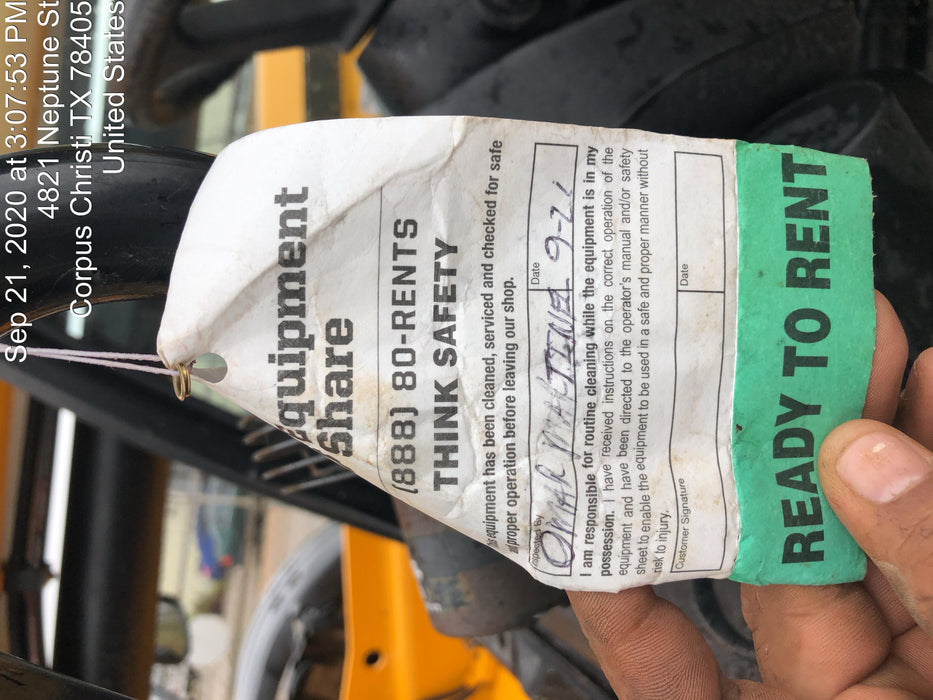 Sep 21, 2020 at 3:07:53 PM
4821 Neptune St
Corpus Christi TX 78405
United States
Equipment
Share
(888) 80-RENTS
THINK SAFETY
equipment has been cleaned, serviced and checked for safe
proper operation before leaving our shop.
Inspected By
Date
OMAR 9-21
I am responsible for routine cleaning while the equipment is in my
possession. I have received instructions on the correct operation of the
equipment and have been directed to the operator's manual and/or safety
sheet to enable the equipment to be used in a safe and proper manner without
risk to injury.
Customer Signature
Date
READY TO RENT